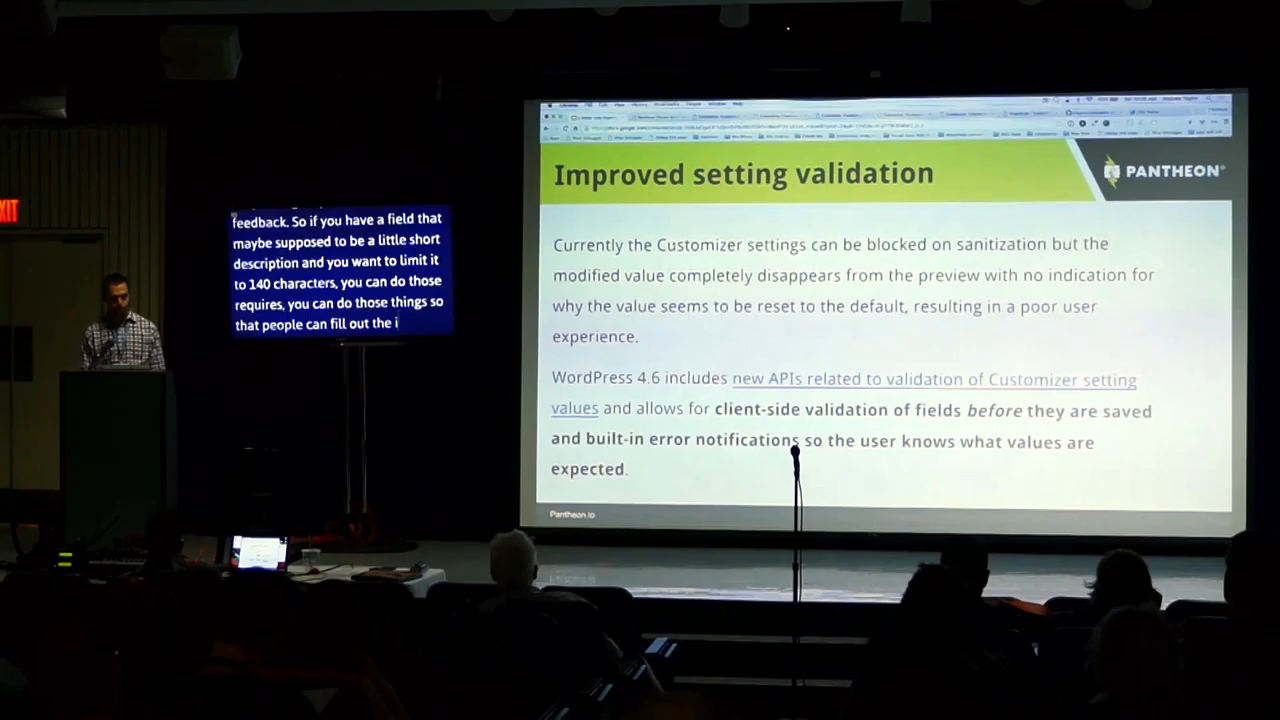 EXIT
feedback. So if you have a field that
maybe supposed to be a little short
description and you want to limit it
to 140 characters, you can do those
requires, you can do those things so
that people can fill out the i
Improved setting validation
PANTHEON
Currently the Customizer settings can be blocked on sanitization but the
modified value completely disappears from the preview with no indication for
why the value seems to be reset to the default, resulting in a poor user
experience.
WordPress 4.6 includes new APIs related to validation of Customizer setting
values and allows for client-side validation of fields before they are saved
and built-in error notifications so the user knows what values are
expected.
Pantheon.io